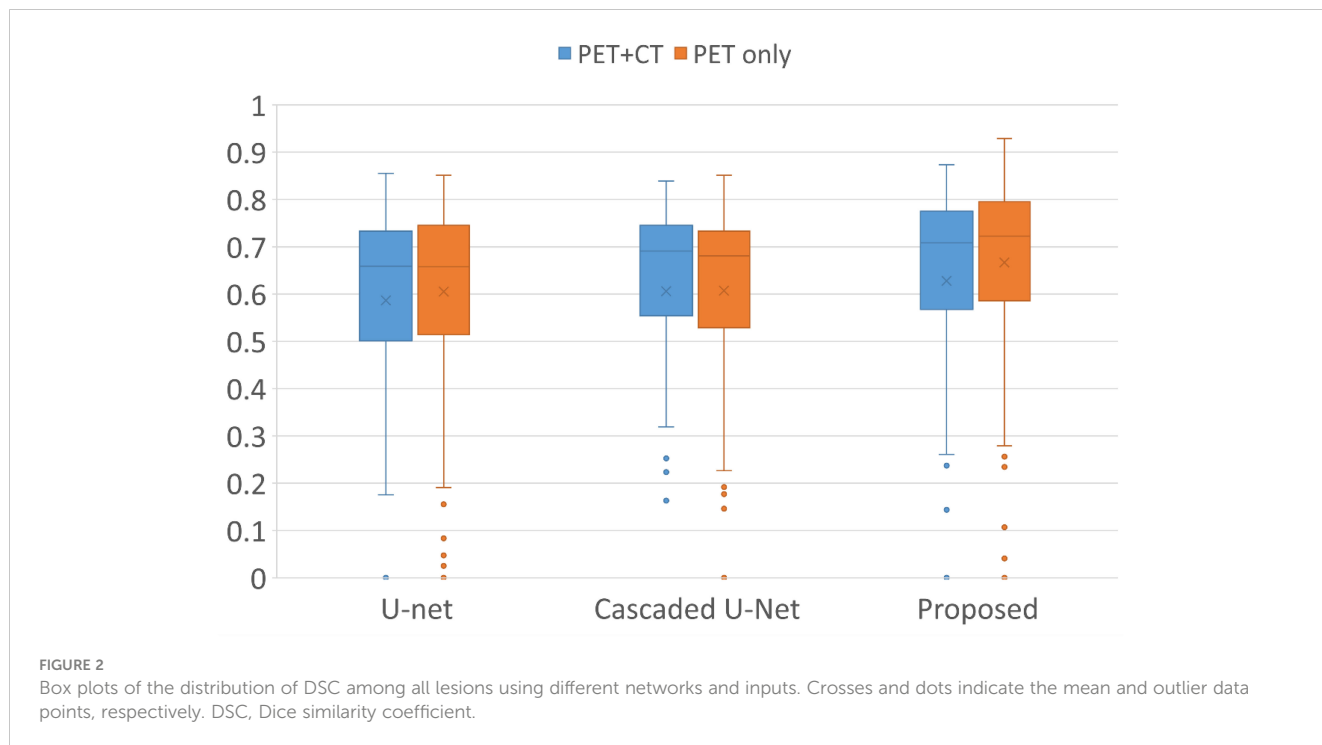 PET+CT PET only
1
0.9
0.8
0.7
0.6
0.5
0.4
0.3
0.2
0.1
0
U-net Cascaded U-Net Proposed
FIGURE 2
Box plots of the distribution of DSC among all lesions using different networks and inputs. Crosses and dots indicate the mean and outlier data
points, respectively. DSC, Dice similarity coefficient.